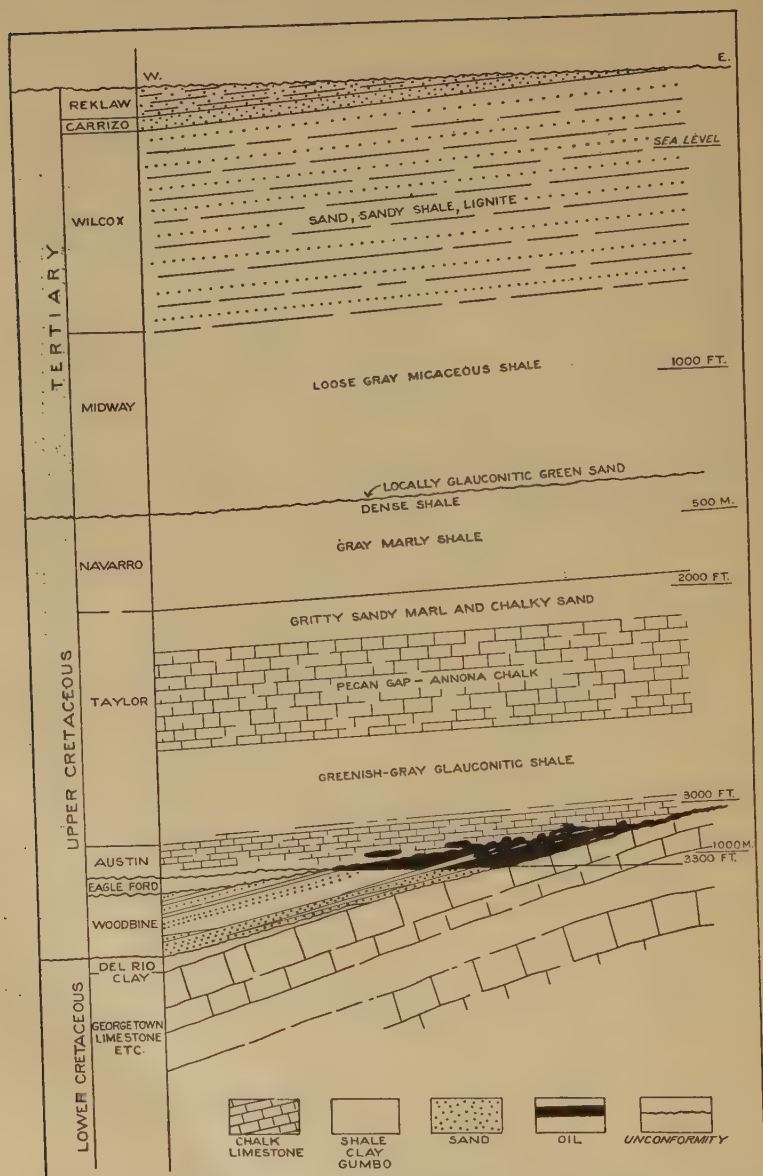 W.
E.
TERTIARY
REKLAW
CARRIZO
WILCOX
MIDWAY
SEA LEVEL
SAND, SANDY SHALE, LIGNITE
LOOSE GRAY MICACEOUS SHALE
1000 FT.
LOCALLY GLAUCONITIC GREEN SAND
DENSE SHALE
500 M.
UPPER CRETACEOUS
NAVARRO
GRAY MARLY SHALE
2000 FT.
TAYLOR
GRITTY SANDY MARL AND CHALKY SAND
PECAN GAP - ANNONA CHALK
GREENISH-GRAY GLAUCONITIC SHALE
3000 FT.
AUSTIN
1000 M.
3300 FT.
EAGLE FORD
WOODBINE
LOWER CRETACEOUS
DEL RIO
CLAY
GEORGETOWN
LIMESTONE
ETC.
CHALK
LIMESTONE
SHALE
CLAY
GUMBO
SAND
OIL
UNCONFORMITY